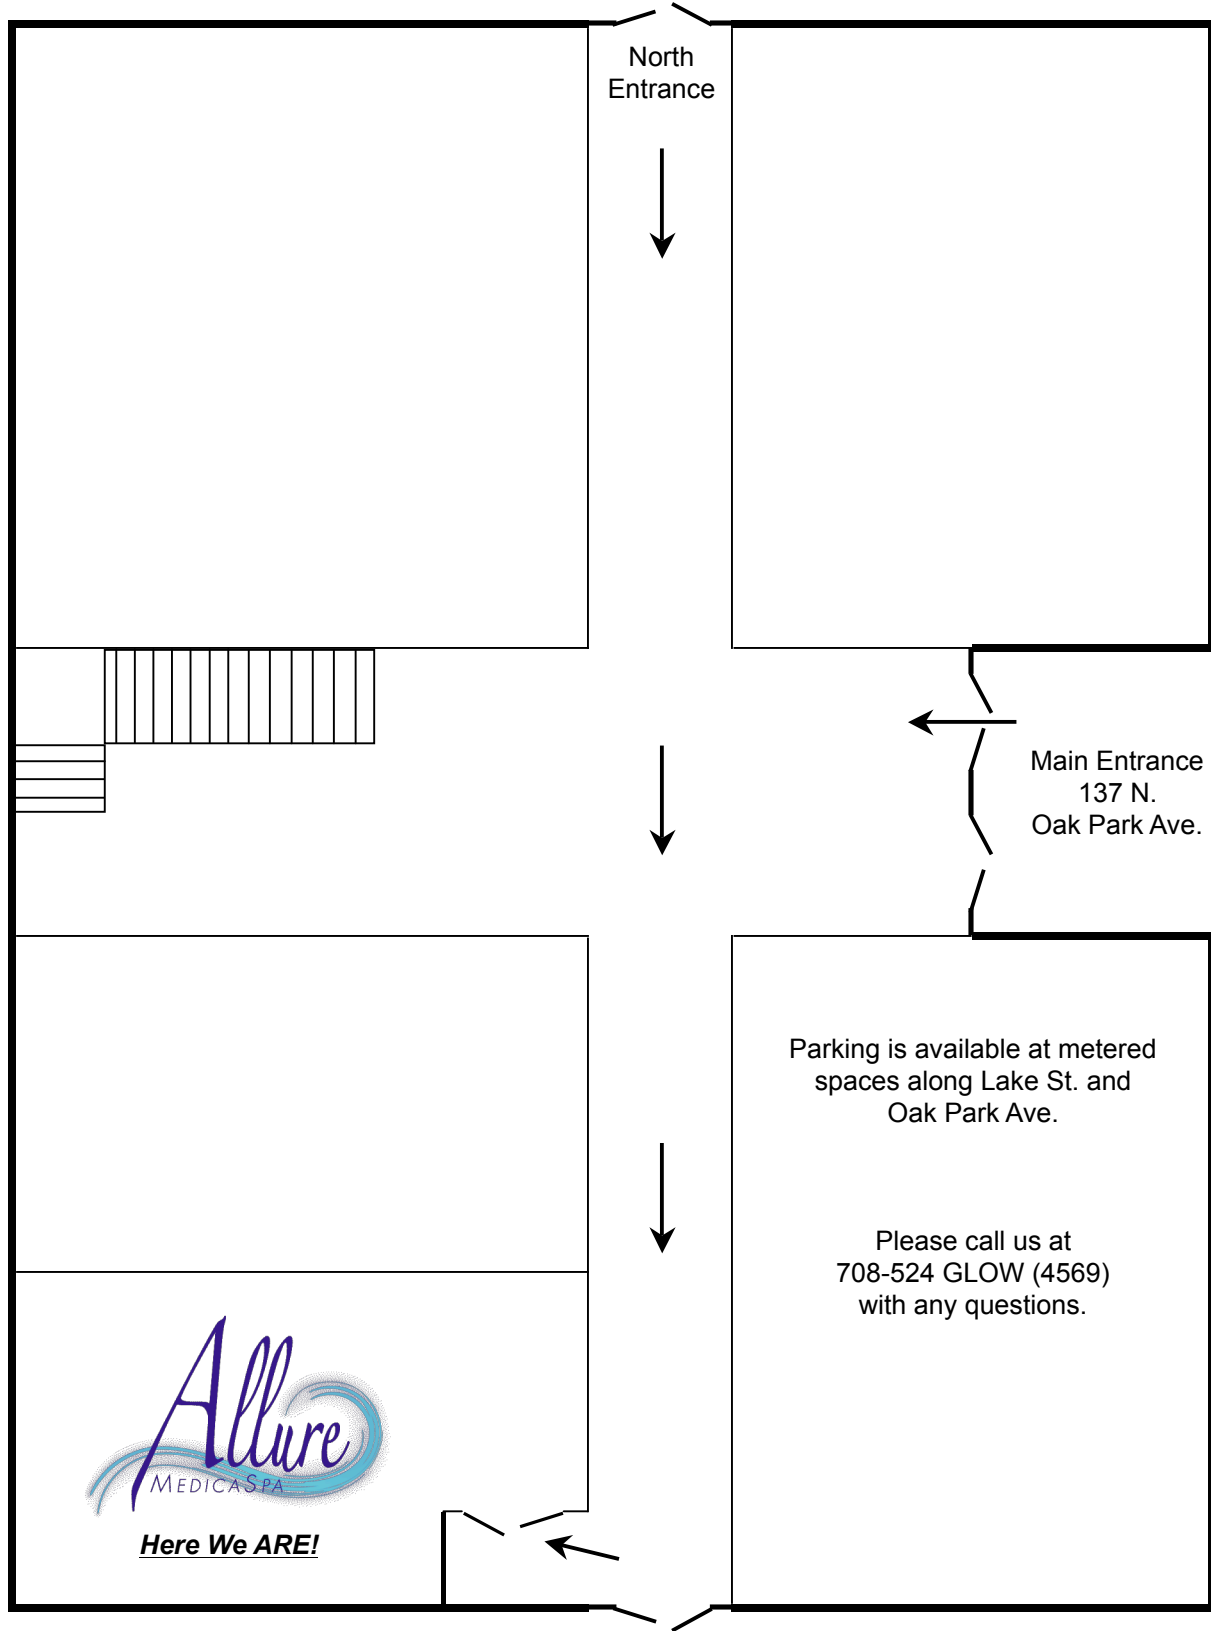 North
Entrance
Main Entrance
137 N.
Oak Park Ave.
Parking is available at metered
spaces along Lake St. and
Oak Park Ave.
Please call us at
708-524 GLOW (4569)
with any questions.
Allure
MEDICASPA
Here We ARE!